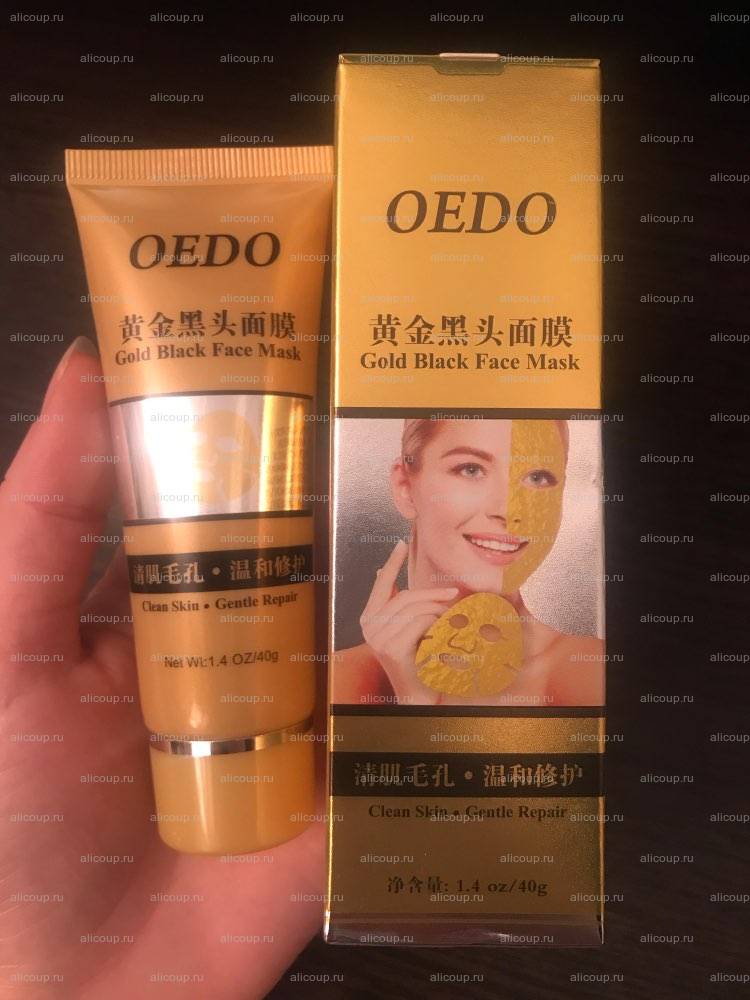 OEDO
黄金黑头面膜
Gold Black Face Mask
清肌毛孔·温和修护
Clean Skin • Gentle Repair
Net Wt:1.4 OZ/40g
OEDO
黄金黑头面膜
Gold Black Face Mask
清肌毛孔·温和修护
Clean Skin • Gentle Repair
净含量: 1.4 oz/40g
alicoup.ru